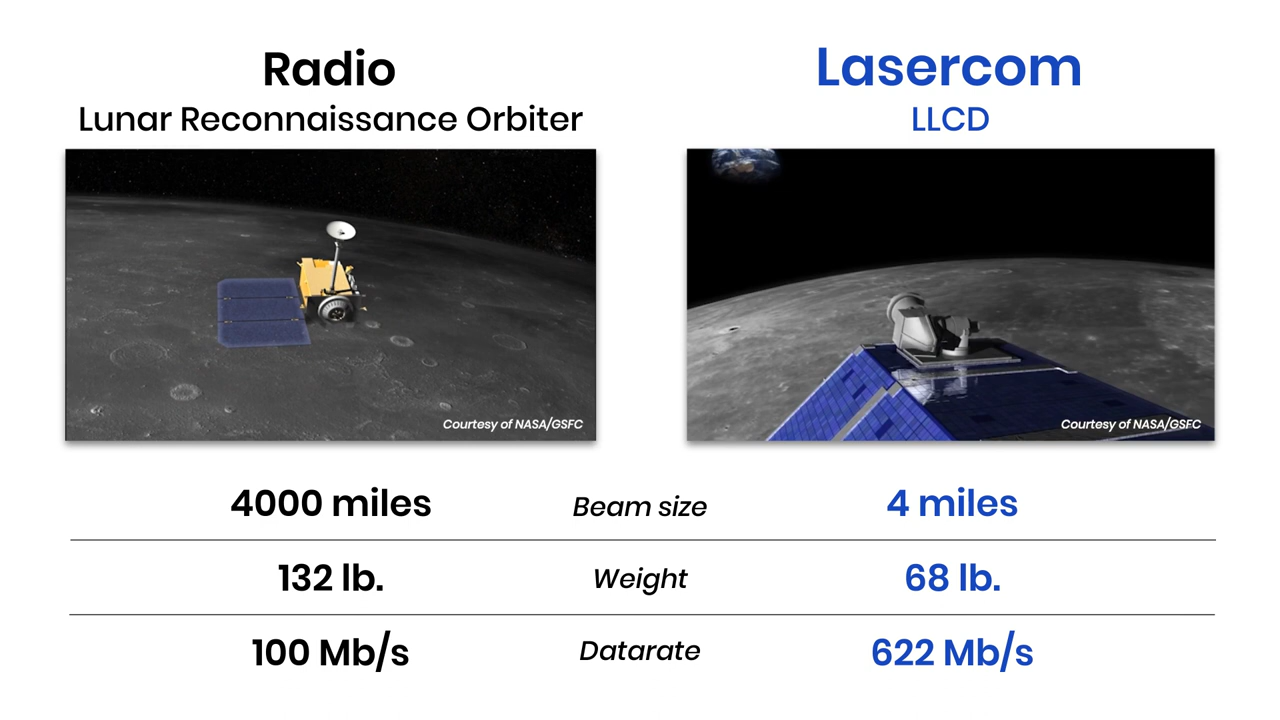 Radio
Lunar Reconnaissance Orbiter
Courtesy of NASA/GSFC
Lasercom
LLCD
Courtesy of NASA/GSFC
4000 miles Beam size 4 miles
132 lb. Weight 68 lb.
100 Mb/s Datarate 622 Mb/s